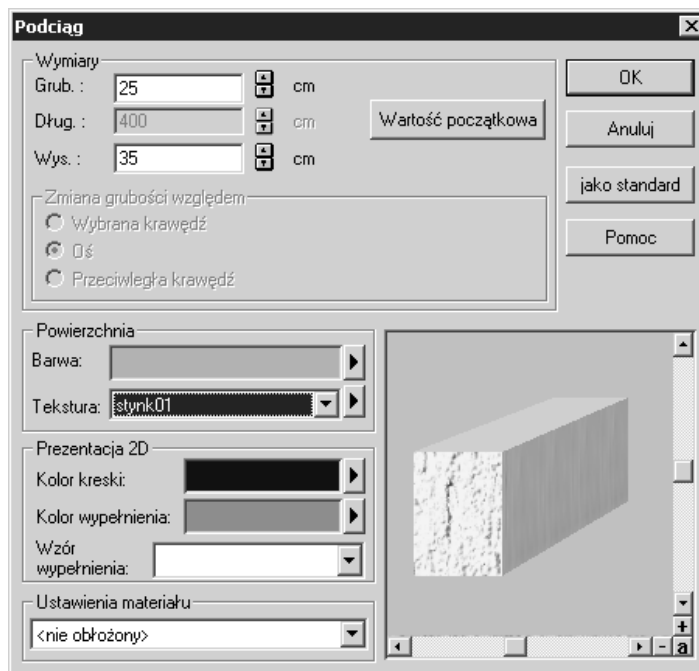 Podciąg
Wymiary
Grub. : 25 cm
Dług. : 400 cm
Wys. : 35 cm
Wartość początkowa
Zmiana grubości względem
Wybrana krawędź
Oś
Przeciwległa krawędź
OK
Anuluj
jako standard
Pomoc
Powierzchnia
Barwa:
Tekstura: stynk01
Prezentacja 2D
Kolor kreski:
Kolor wypełnienia:
Wzór
wypełnienia:
Ustawienia materiału
<nie obłożony>
+
- a